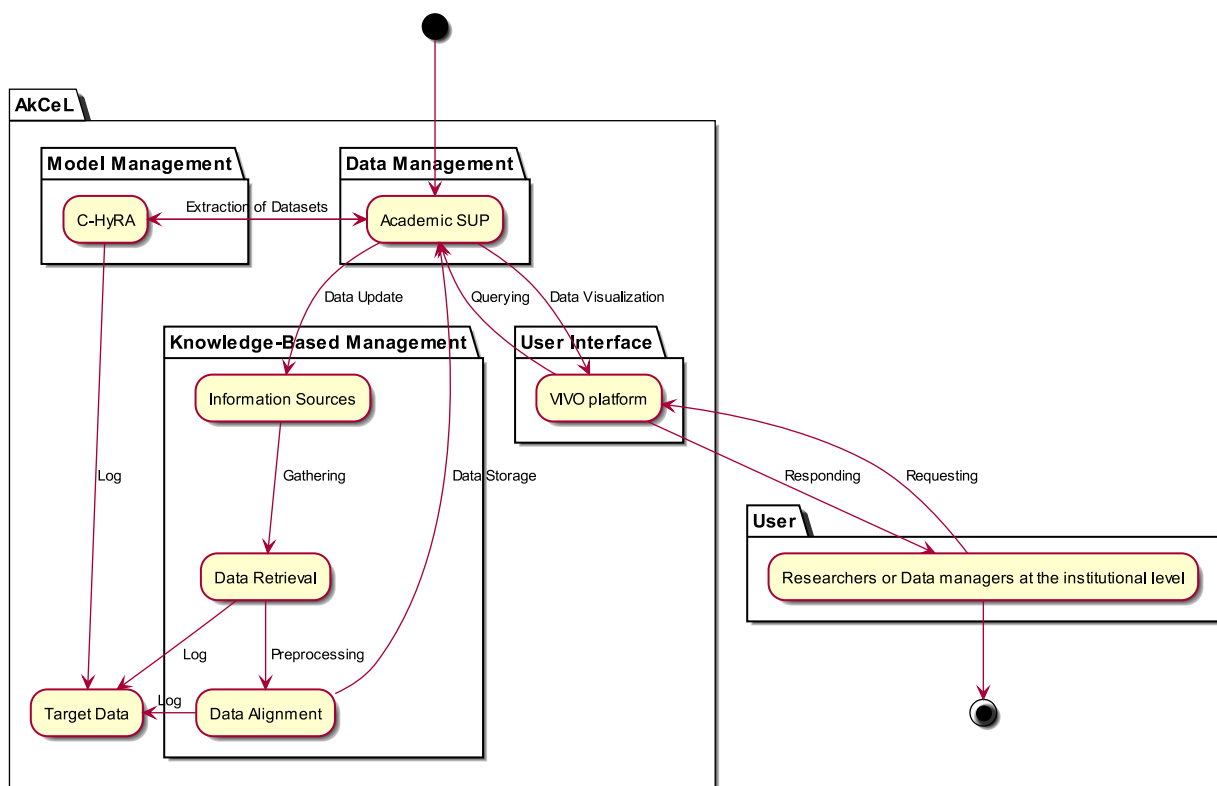 AkCeL
Model Management
Data Management
C-HyRA
Extraction of Datasets
Academic SUP
Data Update
Querying
Data Visualization
Knowledge-Based Management
User Interface
Information Sources
VIVO platform
Log
Gathering
Data Storage
Responding
Requesting
User
Data Retrieval
Researchers or Data managers at the institutional level
Log
Preprocessing
Target Data
Log
Data Alignment